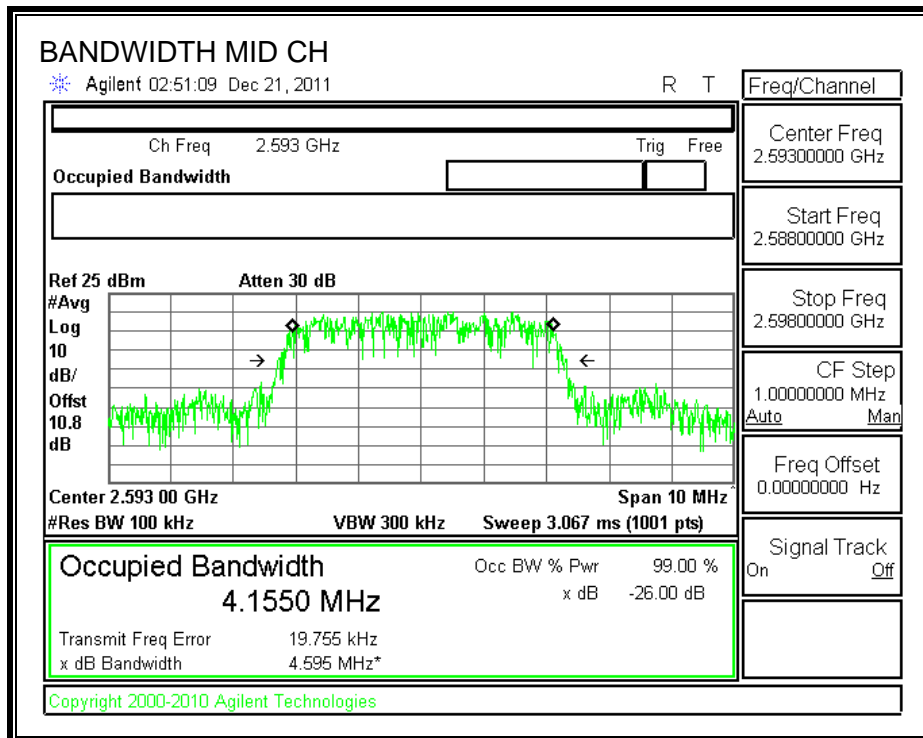 BANDWIDTH MID CH
Agilent 02:51:09 Dec 21, 2011 R T
Freq/Channel
Ch Freq 2.593 GHz Trig Free
Occupied Bandwidth
Center Freq
2.59300000 GHz
Start Freq
2.58800000 GHz
Stop Freq
2.59800000 GHz
CF Step
1.00000000 MHz
Auto Man
Freq Offset
0.00000000 Hz
Signal Track
On Off
Ref 25 dBm Atten 30 dB
#Avg
Log
10
dB/
Offst
10.8
dB
Center 2.593 00 GHz Span 10 MHz^
#Res BW 100 kHz VBW 300 kHz Sweep 3.067 ms (1001 pts)
Occupied Bandwidth Occ BW % Pwr 99.00 %
4.1550 MHz x dB -26.00 dB
Transmit Freq Error 19.755 kHz
x dB Bandwidth 4.595 MHz*
Copyright 2000-2010 Agilent Technologies